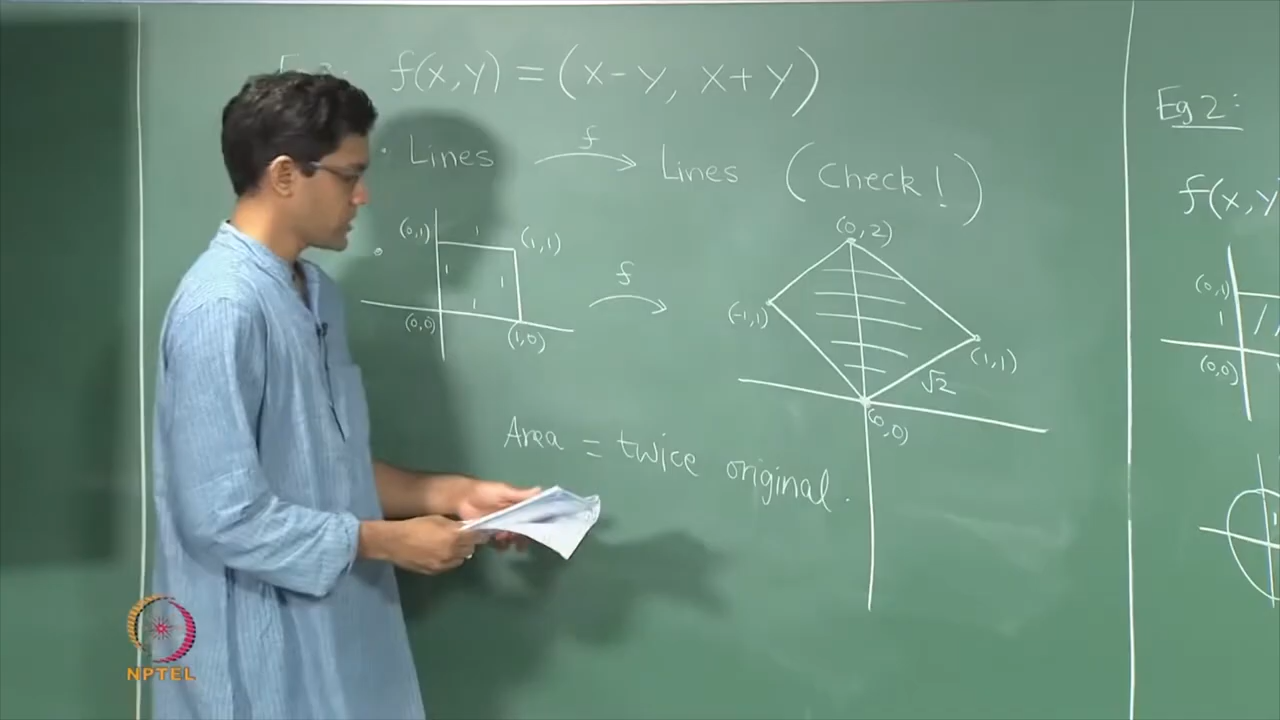 f(x,y) = (x-y, x+y)
Lines f Lines (Check!)
(0,1) 1 (1,1)
1 1
1
(0,0) (1,0)
f
(0,2)
(-1,1)
(1,1)
√2
(0,0)
Area = twice original.
Eg 2:
f(x,y
(0,1)
1
(0,0)
NPTEL